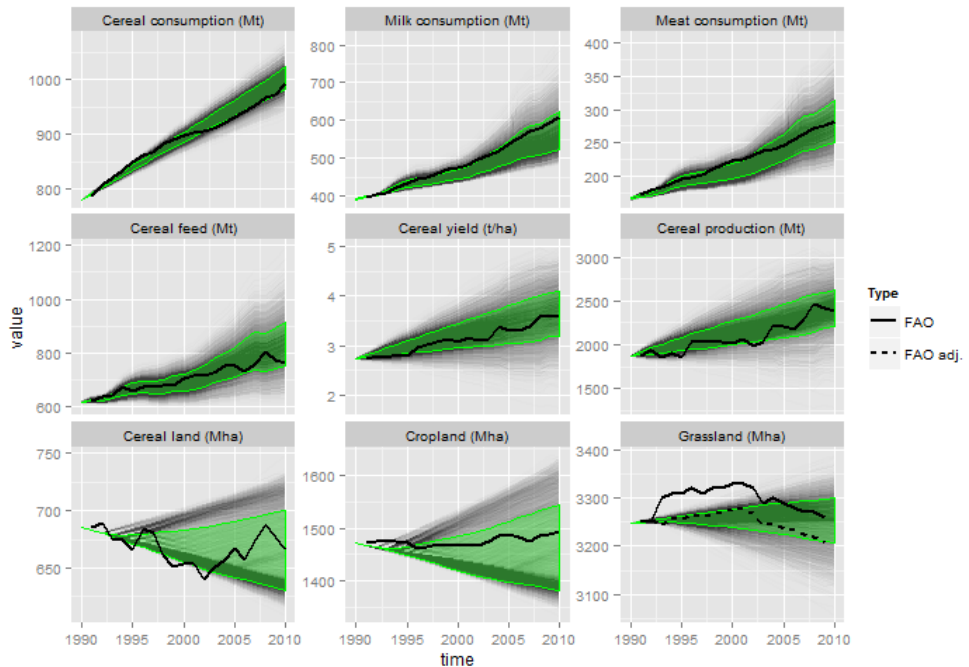 Cereal consumption (Mt)
Milk consumption (Mt)
Meat consumption (Mt)
1000
900
800
800
700
600
500
400
400
350
300
250
200
Cereal feed (Mt)
Cereal yield (t/ha)
Cereal production (Mt)
1200
1000
800
600
5
4
3
2
3000
2500
2000
1500
Cereal land (Mha)
Cropland (Mha)
Grassland (Mha)
750
700
650
1600
1500
1400
3400
3300
3200
3100
1990 1995 2000 2005 2010
1990 1995 2000 2005 2010
1990 1995 2000 2005 2010
value
time
Type
FAO
FAO adj.